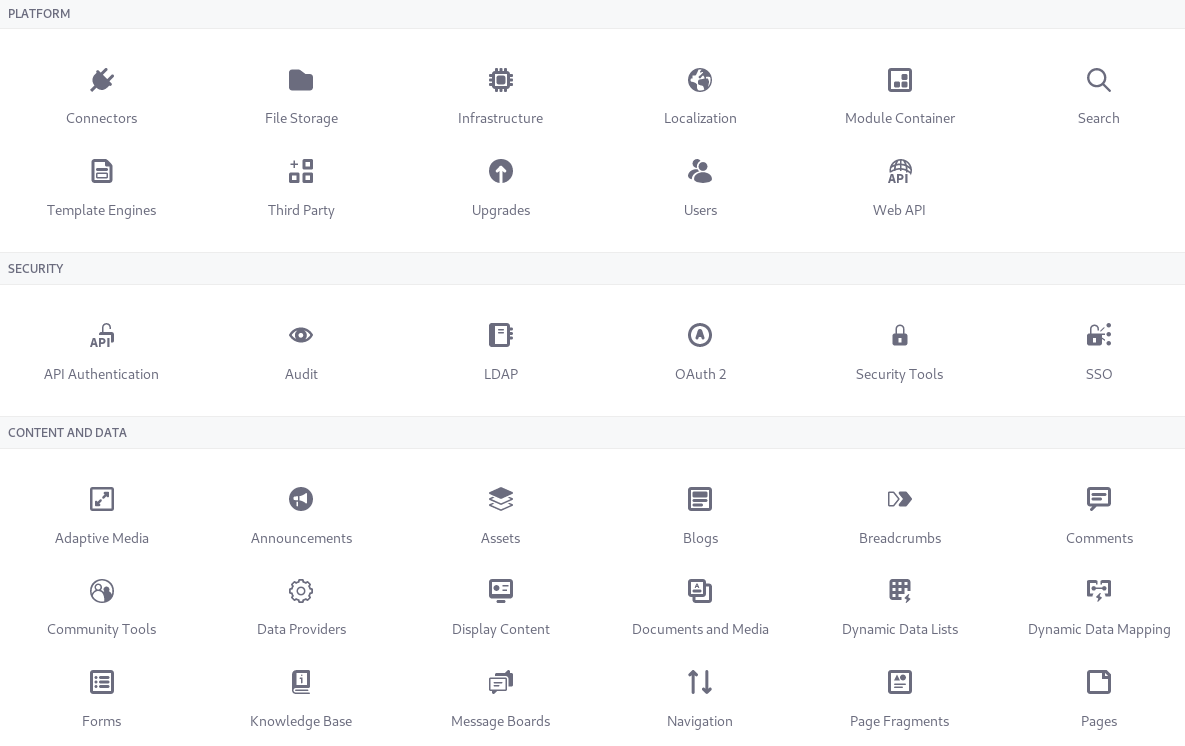 PLATFORM
Connectors File Storage Infrastructure Localization Module Container Search
Template Engines Third Party Upgrades Users API Web API
SECURITY
API
API Authentication Audit LDAP OAuth 2 Security Tools SSO
CONTENT AND DATA
Adaptive Media Announcements Assets Blogs Breadcrumbs Comments
Community Tools Data Providers Display Content Documents and Media Dynamic Data Lists Dynamic Data Mapping
Forms Knowledge Base Message Boards Navigation Page Fragments Pages